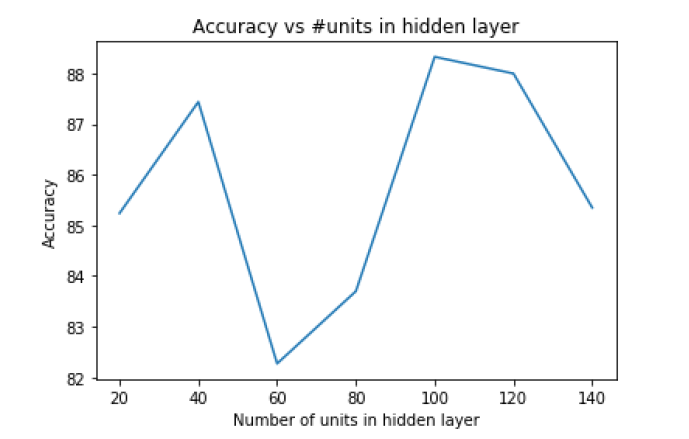 Accuracy vs #units in hidden layer
88
87
86
85
84
83
82
Accuracy
20 40 60 80 100 120 140
Number of units in hidden layer